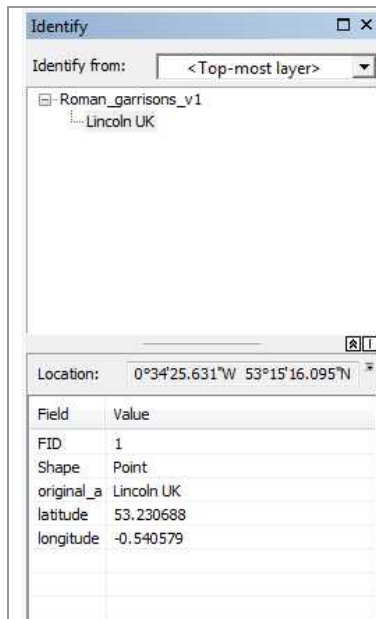 Identify
Identify from: <Top-most layer>
Roman_garrisons_v1
Lincoln UK
Location: 0°34'25.631"W 53°15'16.095"N
Field Value
FID 1
Shape Point
original_a Lincoln UK
latitude 53.230688
longitude -0.540579